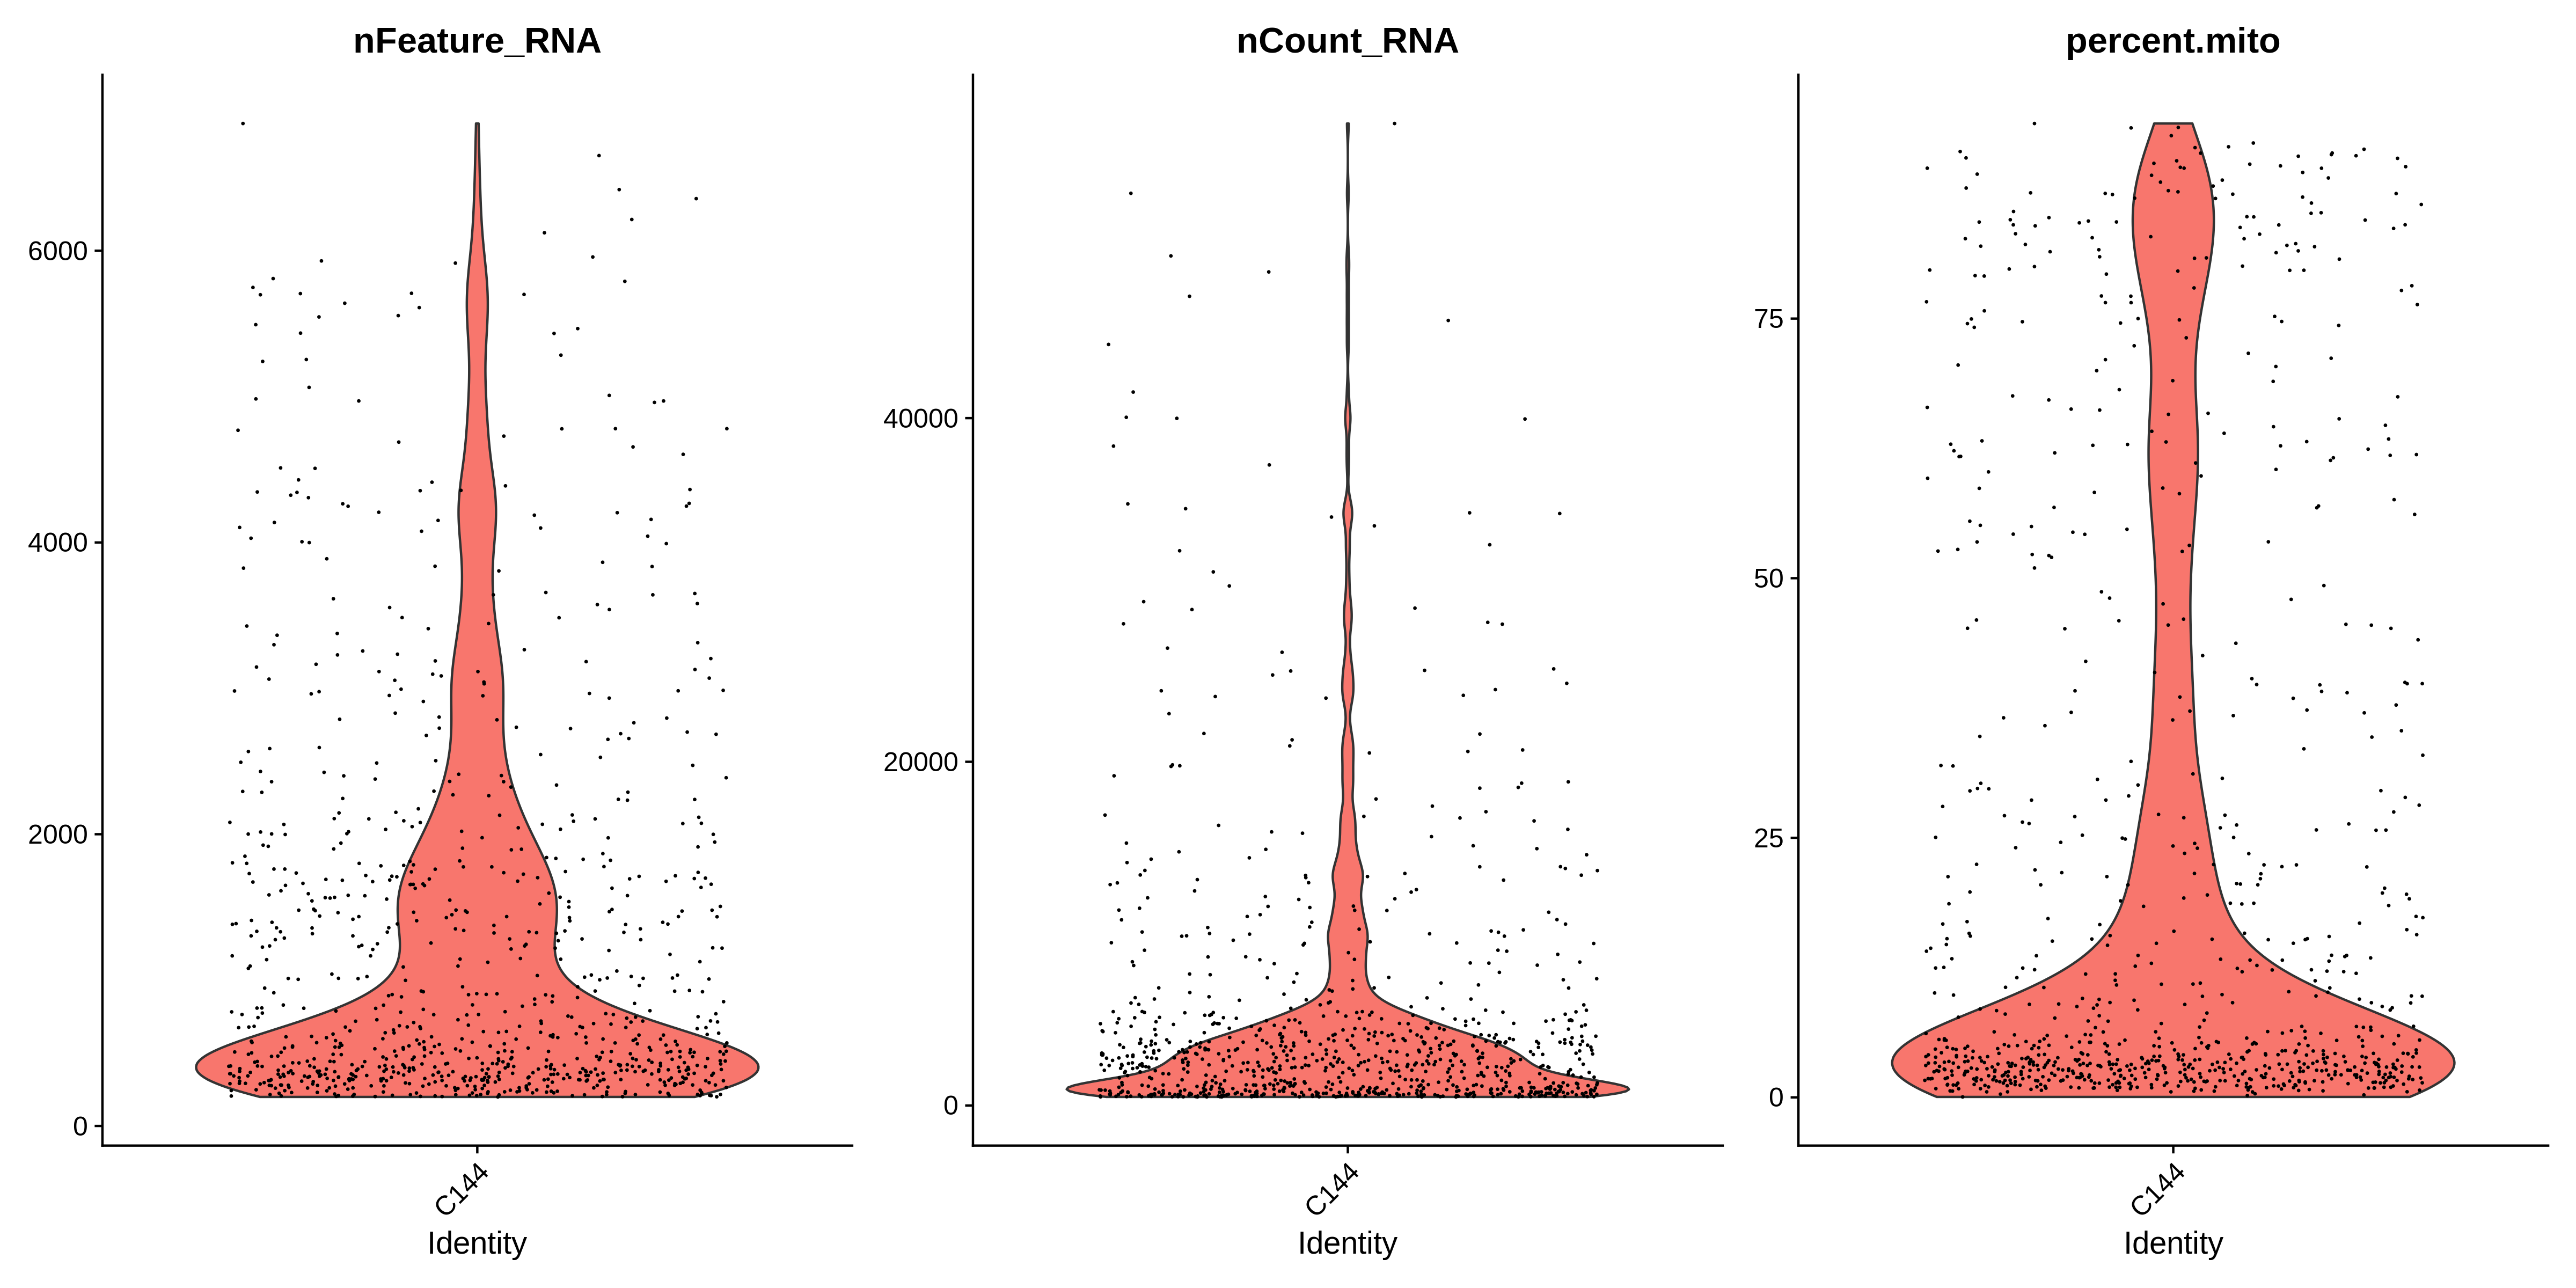 nFeature_RNA
6000
4000
2000
0
C144
Identity
nCount_RNA
40000
20000
0
C144
Identity
percent.mito
75
50
25
0
C144
Identity